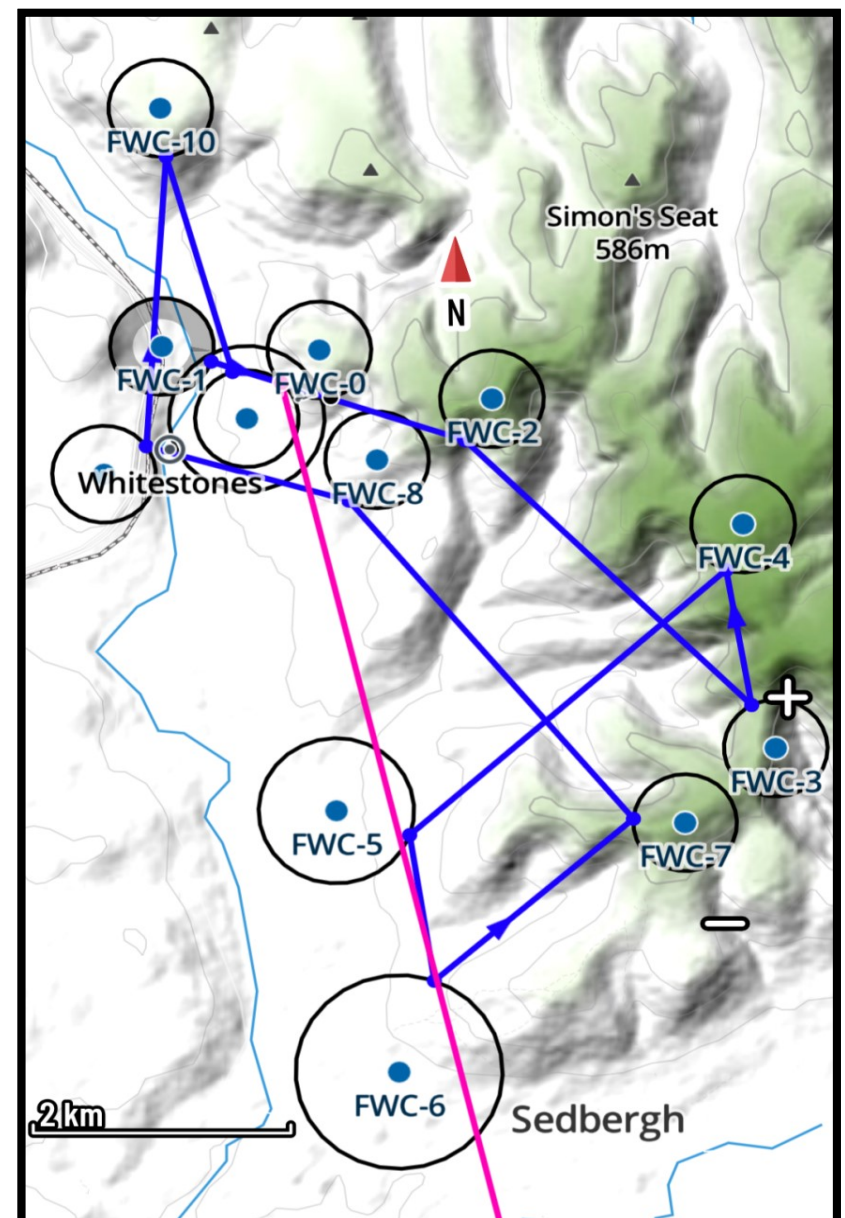 FWC-10
Simon's Seat
586m
N
FWC-1
FWC-0
FWC-2
Whitestones
FWC-8
FWC-4
+
FWC-3
FWC-5
FWC-7
−
FWC-6
2 km
Sedbergh